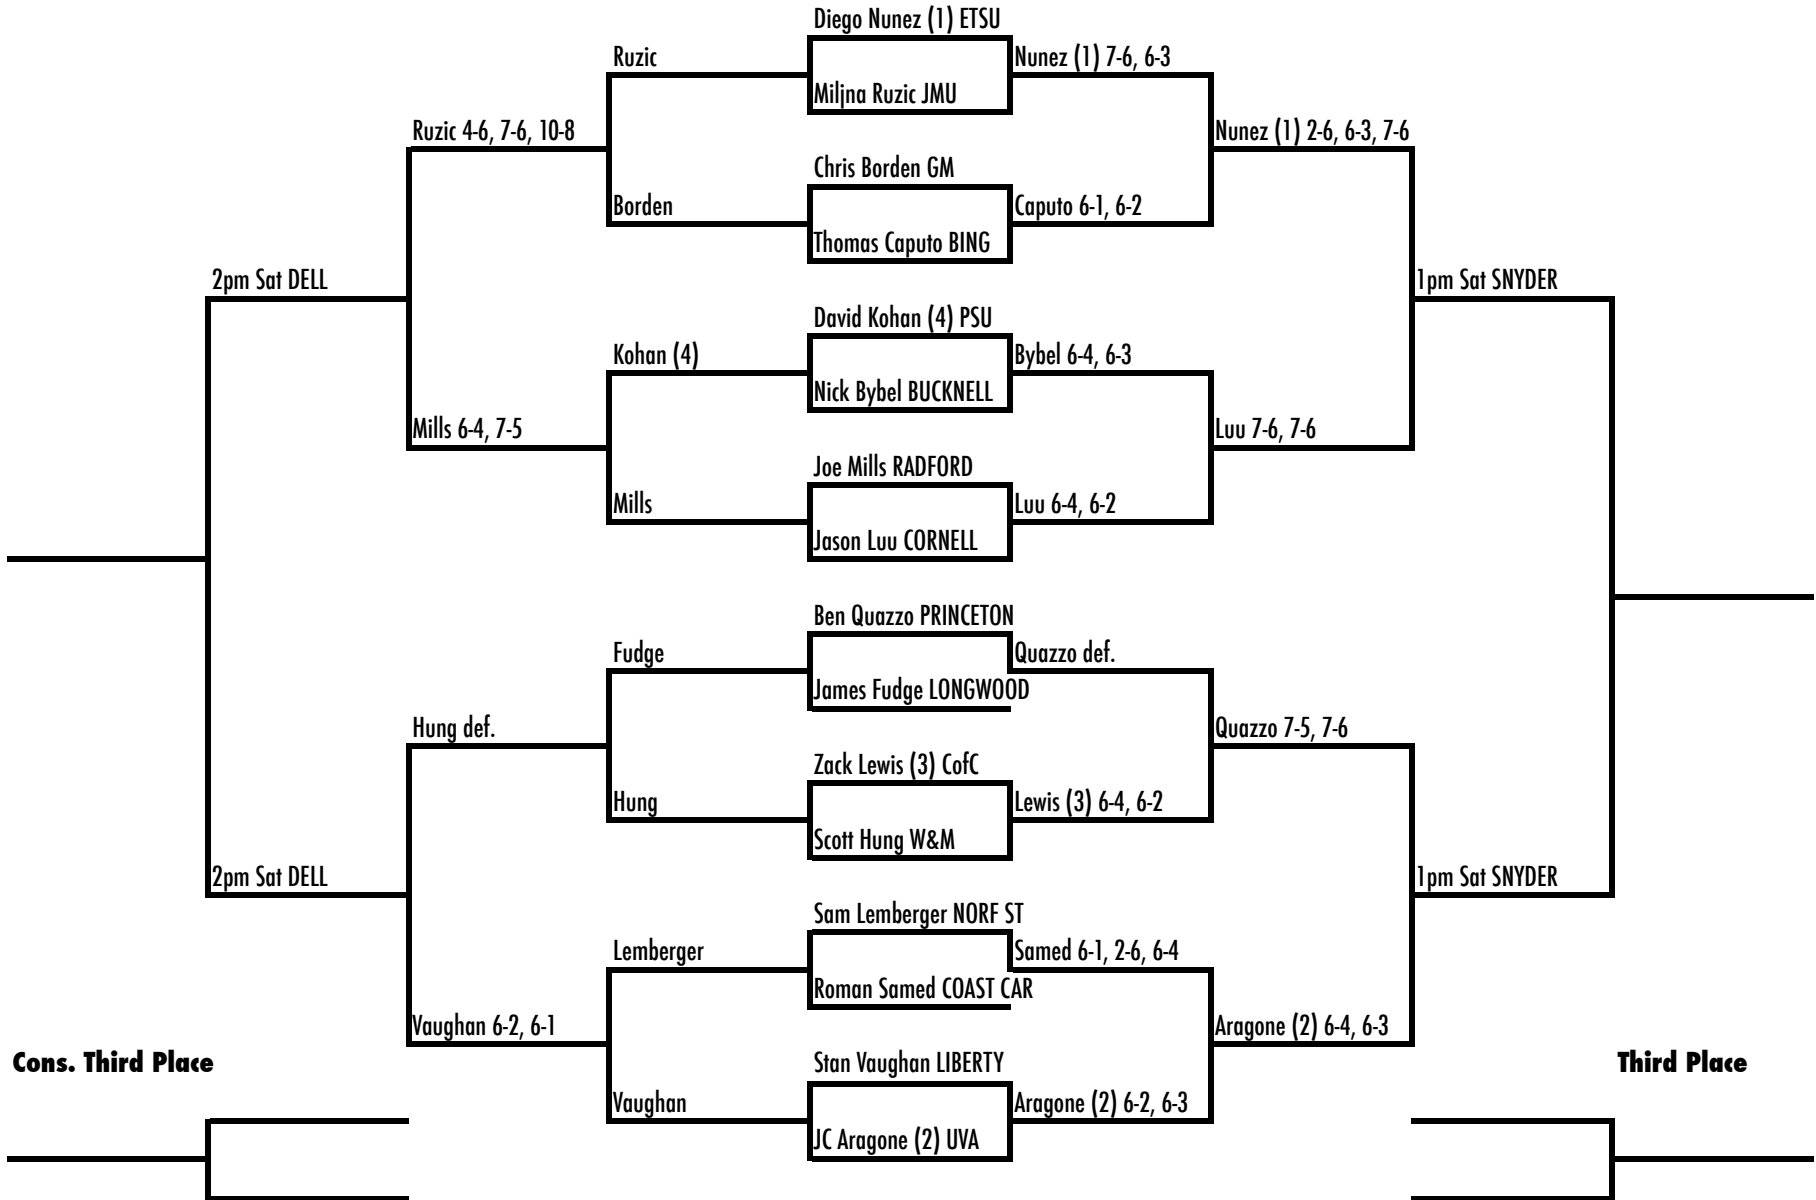 Diego Nunez (1) ETSU
Ruzic
Nunez (1) 7-6, 6-3
Miljna Ruzic JMU
Ruzic 4-6, 7-6, 10-8
Nunez (1) 2-6, 6-3, 7-6
Chris Borden GM
Borden
Caputo 6-1, 6-2
Thomas Caputo BING
2pm Sat DELL
1pm Sat SNYDER
David Kohan (4) PSU
Kohan (4)
Bybel 6-4, 6-3
Nick Bybel BUCKNELL
Mills 6-4, 7-5
Luu 7-6, 7-6
Joe Mills RADFORD
Mills
Luu 6-4, 6-2
Jason Luu CORNELL
Ben Quazzo PRINCETON
Fudge
Quazzo def.
James Fudge LONGWOOD
Hung def.
Quazzo 7-5, 7-6
Zack Lewis (3) CofC
Hung
Lewis (3) 6-4, 6-2
Scott Hung W&M
2pm Sat DELL
1pm Sat SNYDER
Sam Lemberger NORF ST
Lemberger
Samed 6-1, 2-6, 6-4
Roman Samed COAST CAR
Vaughan 6-2, 6-1
Aragone (2) 6-4, 6-3
Cons. Third Place
Stan Vaughan LIBERTY
Third Place
Vaughan
Aragone (2) 6-2, 6-3
JC Aragone (2) UVA